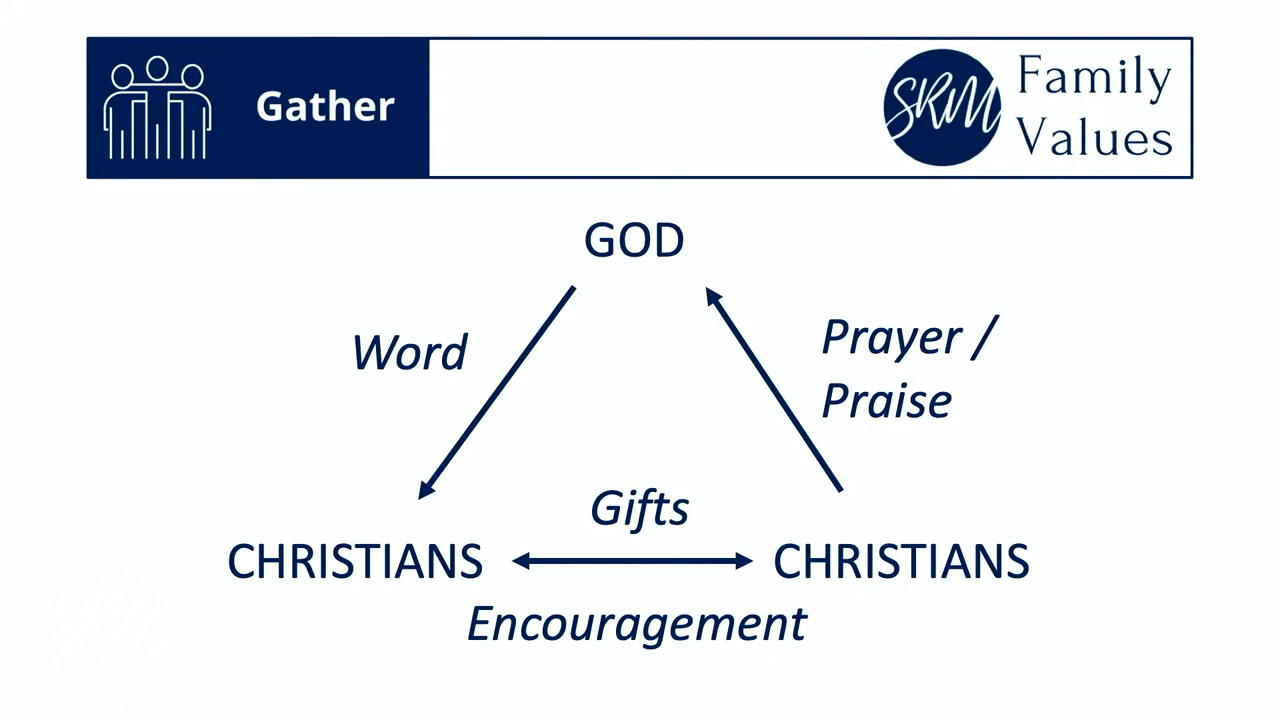 Gather
SRM
Family
Values
GOD
Word
Prayer /
Praise
Gifts
CHRISTIANS
CHRISTIANS
Encouragement